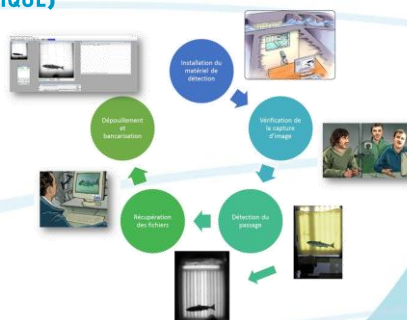 IQUE)
Installation du
matériel de
détection
Vérification de
la capture
d'image
Détection du
passage
Récupération
des fichiers
Dépouillement
et
bancarisation